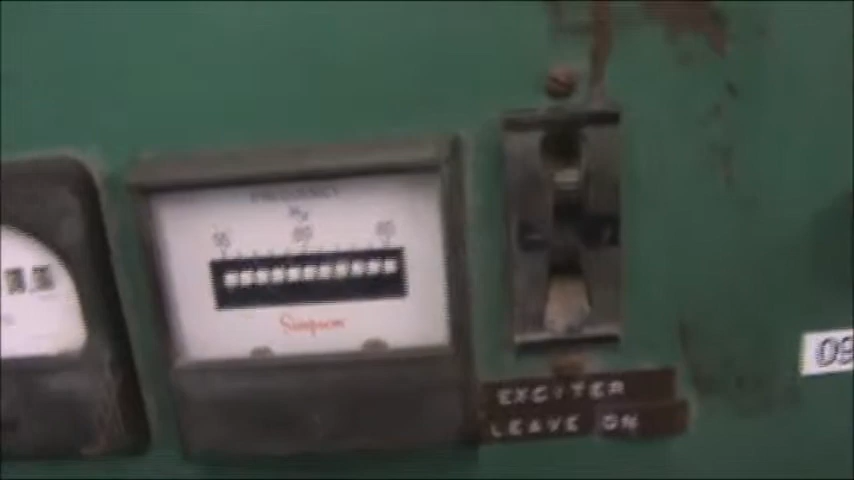 FREQUENCY
Hz
55 60 65
Simpson
EXCITER
LEAVE ON
09